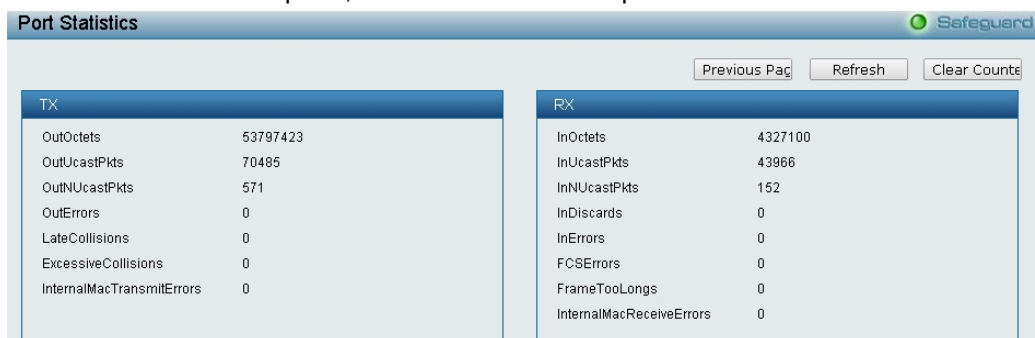 Port Statistics
Safeguard
Previous Pag
Refresh
Clear Counte
TX
OutOctets 53797423
OutUcastPkts 70485
OutNUcastPkts 571
OutErrors 0
LateCollisions 0
ExcessiveCollisions 0
InternalMacTransmitErrors 0
RX
InOctets 4327100
InUcastPkts 43966
InNUcastPkts 152
InDiscards 0
InErrors 0
FCSErrors 0
FrameTooLongs 0
InternalMacReceiveErrors 0